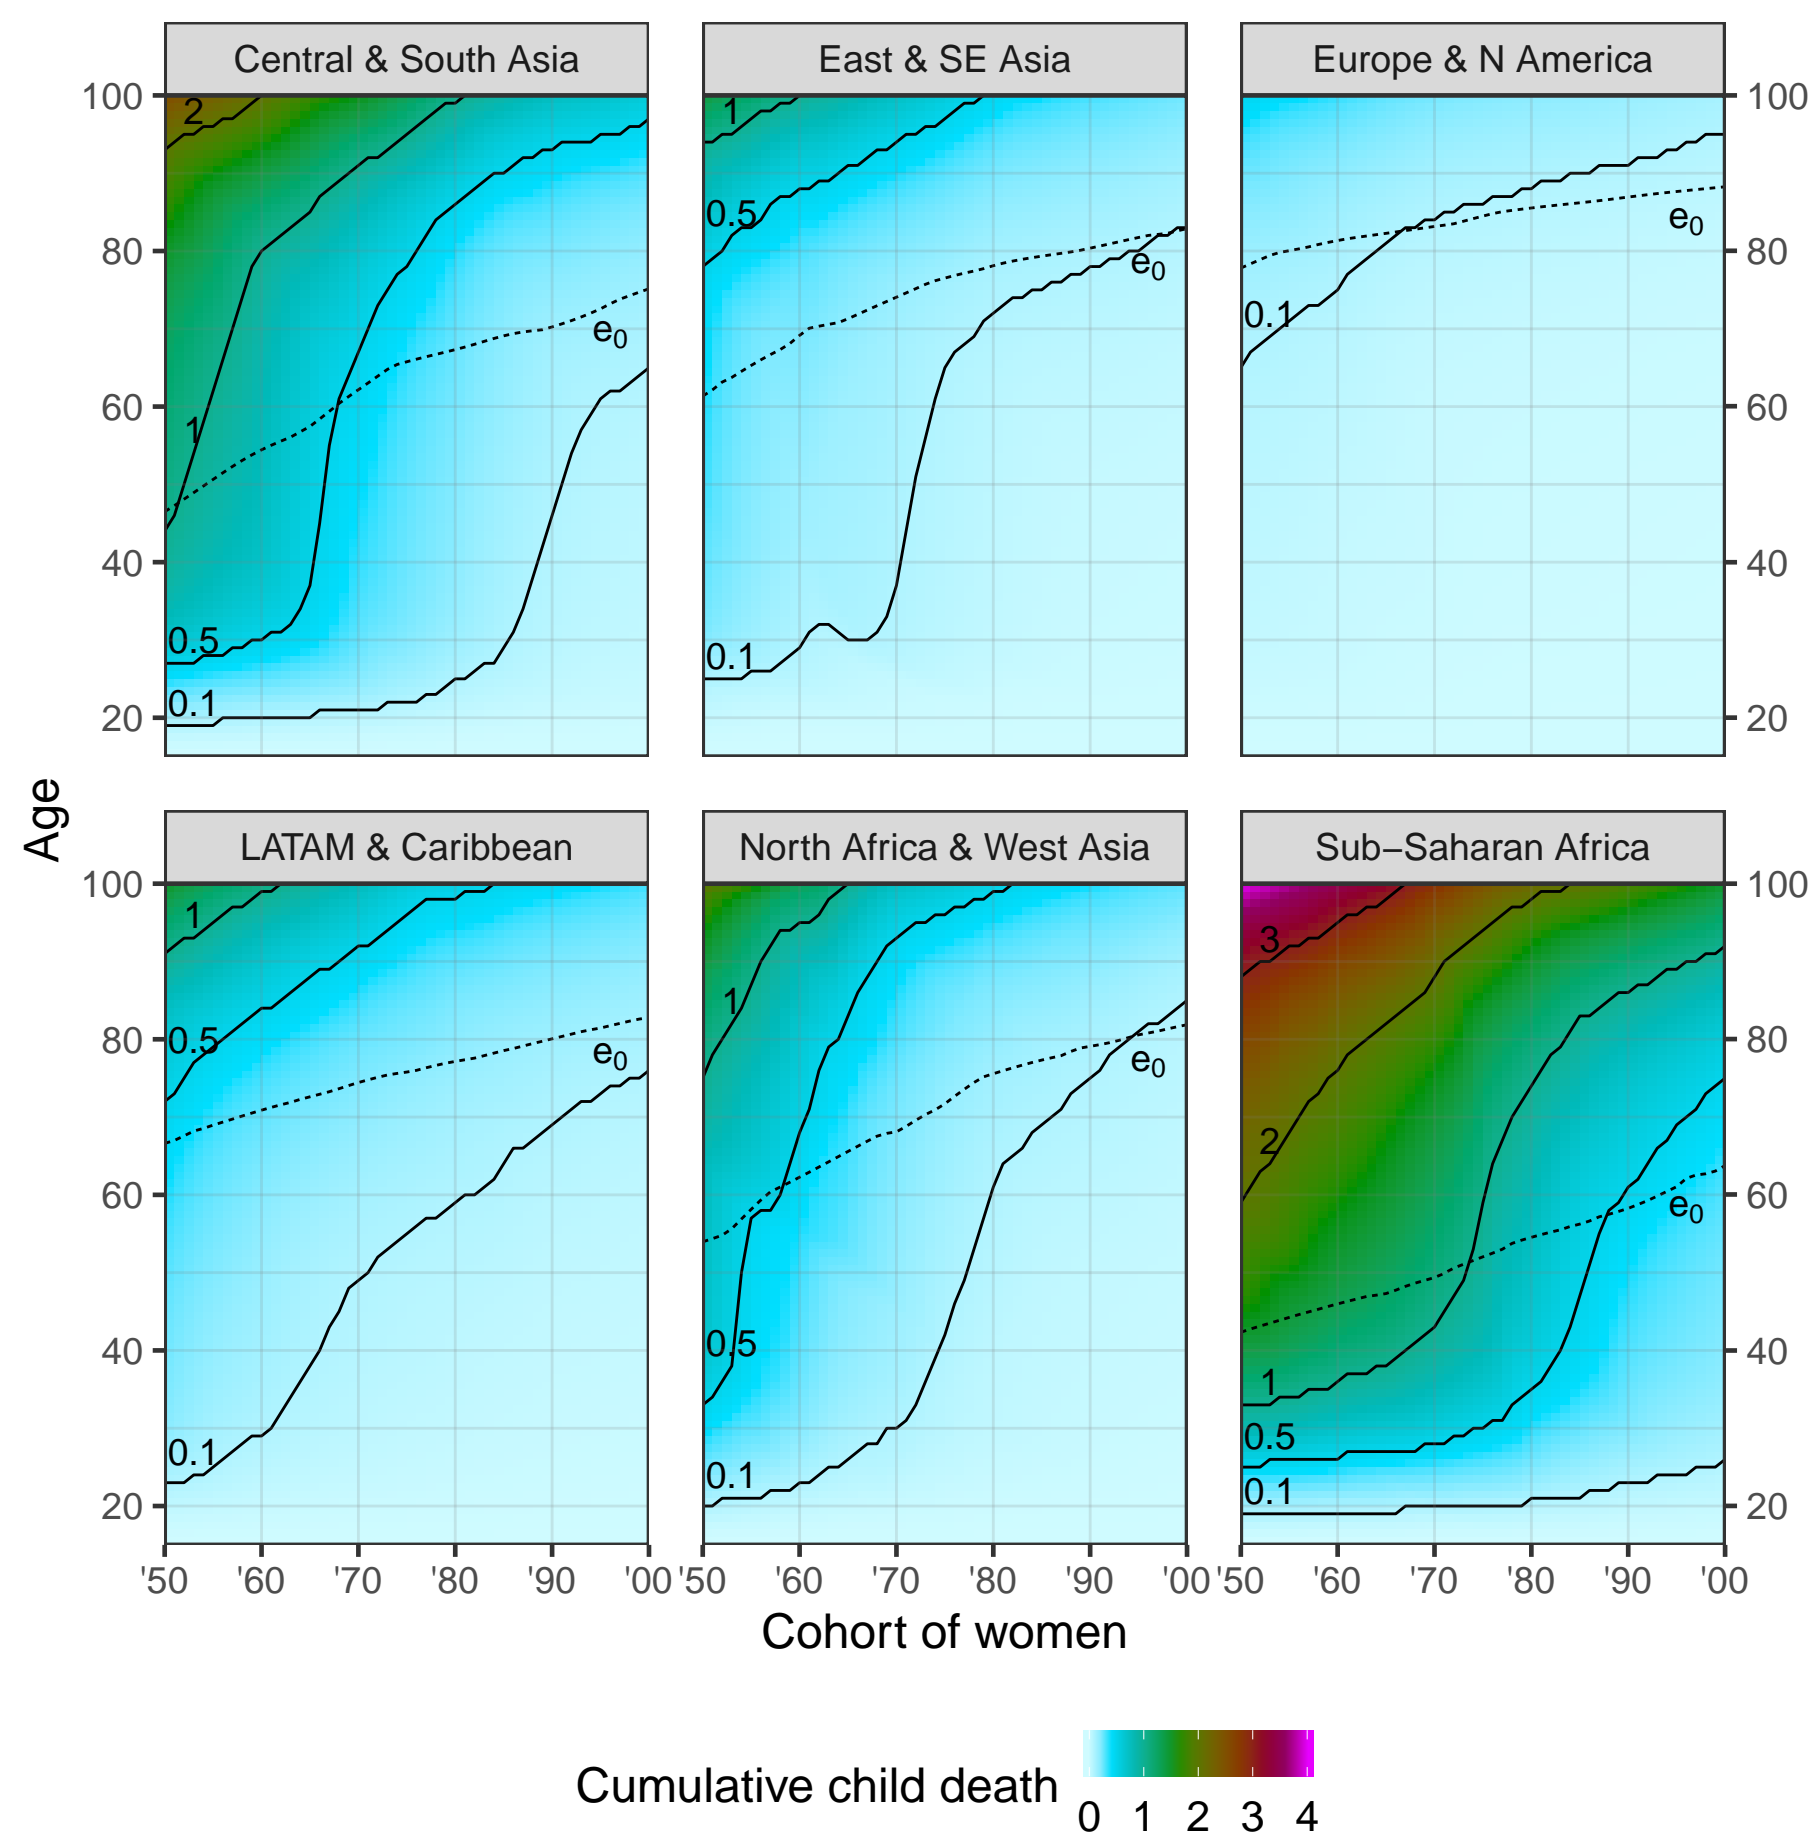 Central & South Asia East & SE Asia Europe & N America
100 2 1 100
0.5 e₀
80 80
e₀
0.1
e₀
60 60
1
40 40
0.5 0.1
0.1
20 20
Age
LATAM & Caribbean North Africa & West Asia Sub−Saharan Africa
100 100
1 3
1
80 0.5 80
e₀ e₀
2
60 60
e₀
40 0.5 40
1
0.1 0.5
0.1 0.1
20 20
'50 '60 '70 '80 '90 '00 '50 '60 '70 '80 '90 '00 '50 '60 '70 '80 '90 '00
Cohort of women
Cumulative child death
0 1 2 3 4